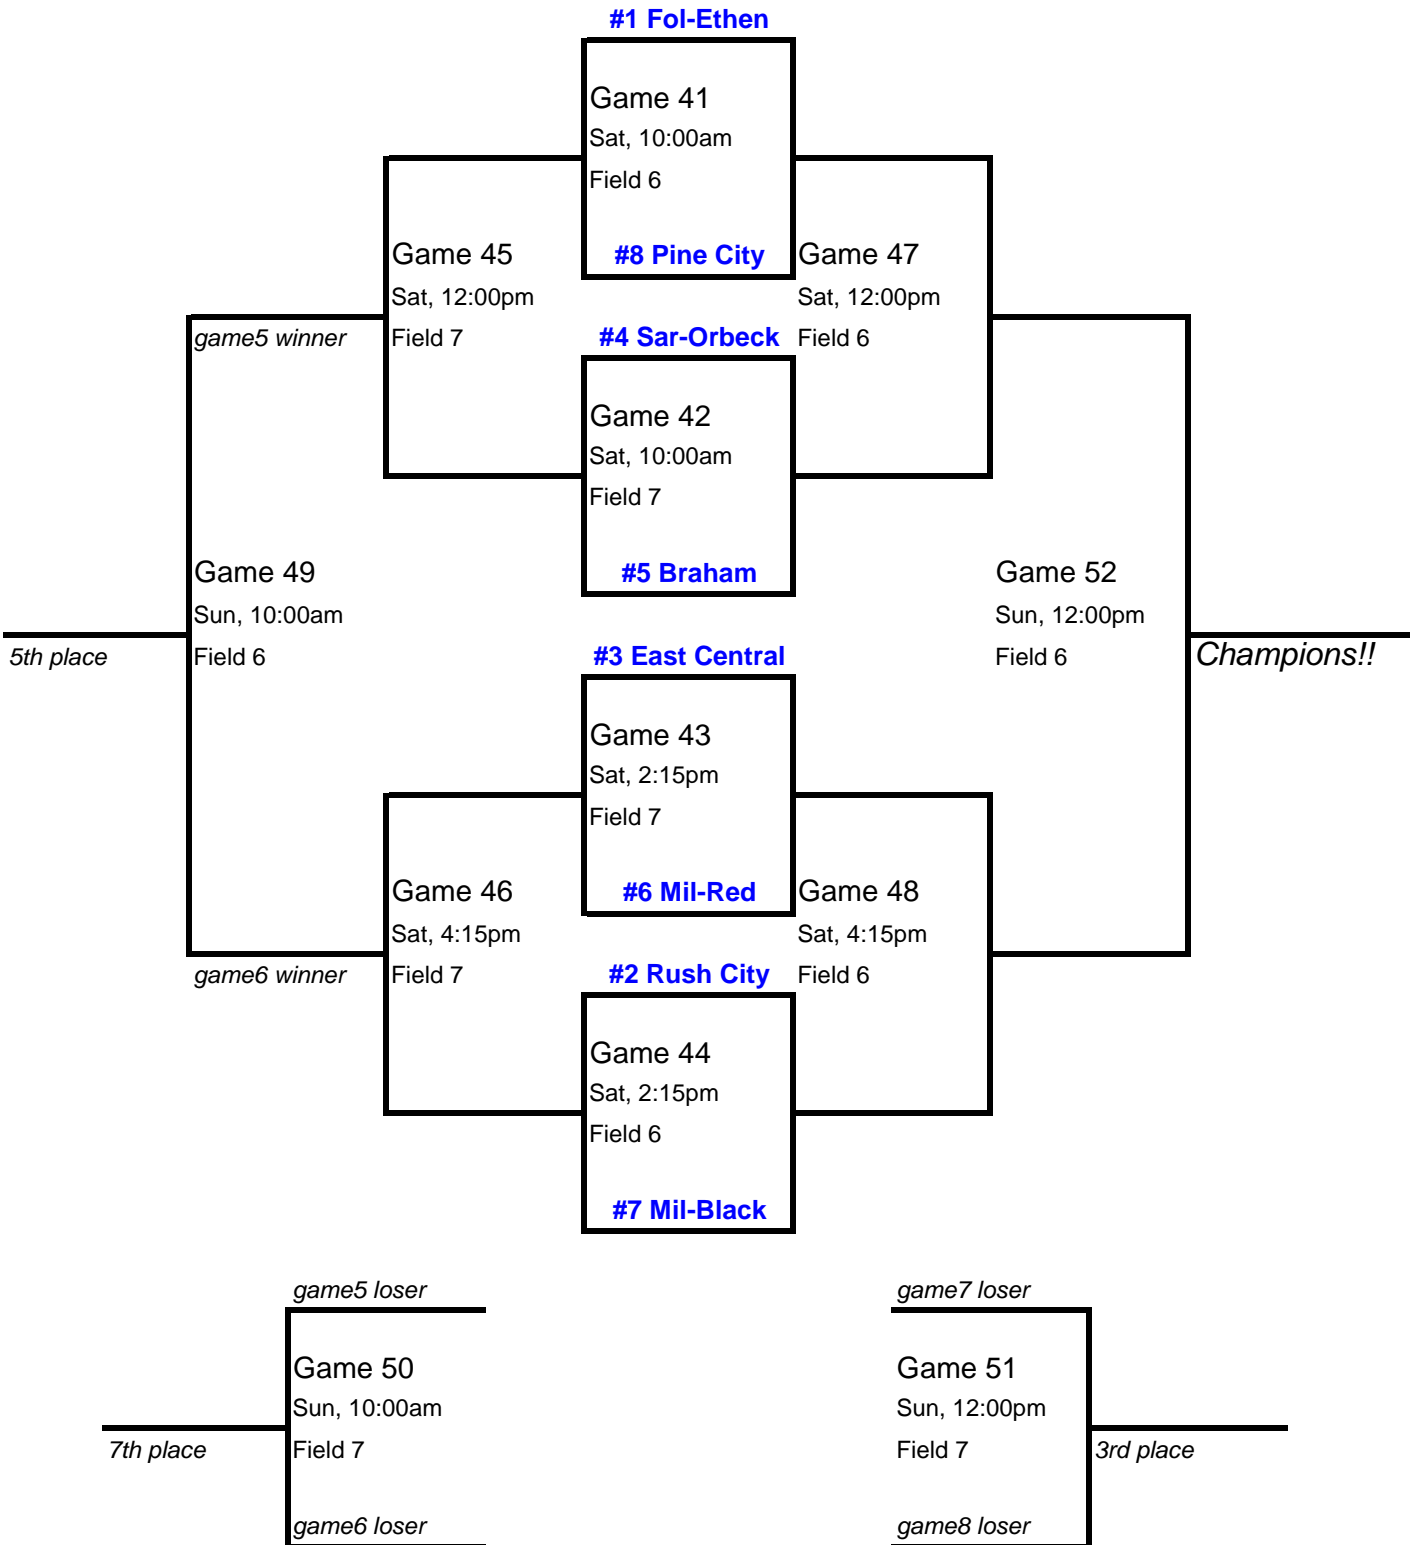 #1 Fol-Ethen
Game 41
Sat, 10:00am
Field 6
#8 Pine City
Game 45
Sat, 12:00pm
Field 7
Game 47
Sat, 12:00pm
Field 6
game5 winner
#4 Sar-Orbeck
Game 42
Sat, 10:00am
Field 7
#5 Braham
Game 49
Sun, 10:00am
Field 6
5th place
Game 52
Sun, 12:00pm
Field 6
Champions!!
#3 East Central
Game 43
Sat, 2:15pm
Field 7
#6 Mil-Red
Game 46
Sat, 4:15pm
Field 7
Game 48
Sat, 4:15pm
Field 6
game6 winner
#2 Rush City
Game 44
Sat, 2:15pm
Field 6
#7 Mil-Black
game5 loser
Game 50
Sun, 10:00am
Field 7
7th place
game6 loser
game7 loser
Game 51
Sun, 12:00pm
Field 7
3rd place
game8 loser